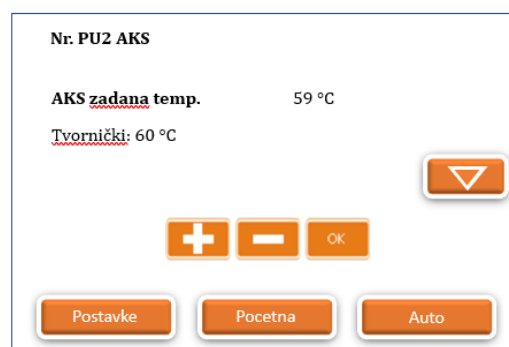 Nr. PU2 AKS
AKS zadana temp. 59 °C
Tvornički: 60 °C
OK
Postavke Pocetna Auto